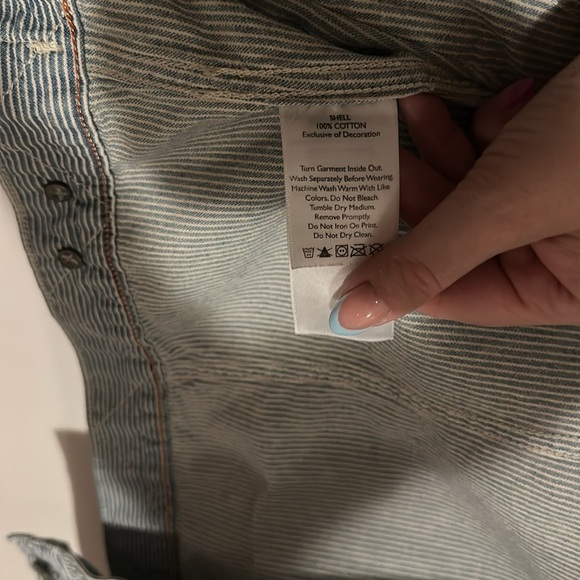 SHELL
100% COTTON
Exclusive of Decoration
Turn Garment Inside Out.
Wash Separately Before Wearing.
Machine Wash Warm With Like
Colors. Do Not Bleach.
Tumble Dry Medium.
Remove Promptly.
Do Not Iron On Print.
Do Not Dry Clean.